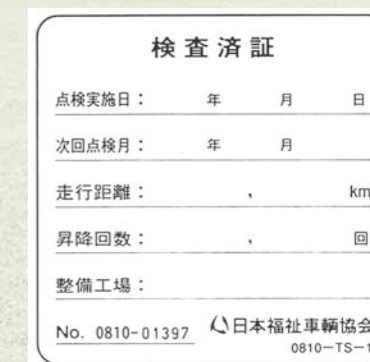 検査済証
点検実施日： 年 月 日
次回点検月： 年 月
走行距離： , km
昇降回数： , 回
整備工場：
No. 0810-01397 日本福祉車輌協会
0810-TS-1